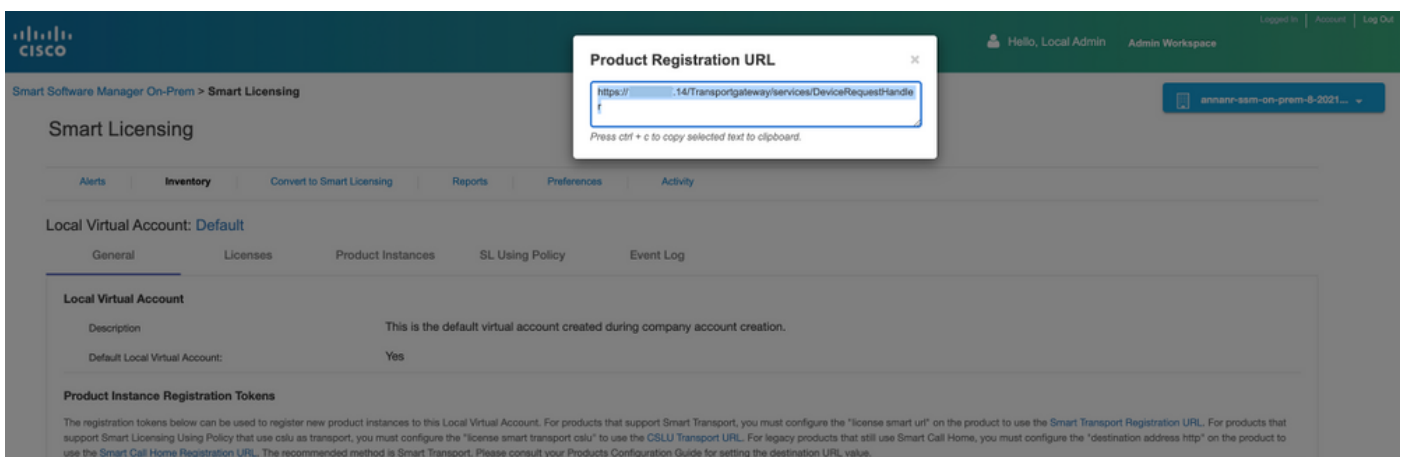 Logged In | Account | Log Out
CISCO
Hello, Local Admin Admin Workspace
Product Registration URL ×
https:// .14/Transportgateway/services/DeviceRequestHandle
r
Press ctrl + c to copy selected text to clipboard.
Smart Software Manager On-Prem > Smart Licensing
annanr-ssm-on-prem-8-2021...
Smart Licensing
Alerts Inventory Convert to Smart Licensing Reports Preferences Activity
Local Virtual Account: Default
General Licenses Product Instances SL Using Policy Event Log
Local Virtual Account
Description This is the default virtual account created during company account creation.
Default Local Virtual Account: Yes
Product Instance Registration Tokens
The registration tokens below can be used to register new product instances to this Local Virtual Account. For products that support Smart Transport, you must configure the "license smart url" on the product to use the Smart Transport Registration URL. For products that
support Smart Licensing Using Policy that use cslu as transport, you must configure the "license smart transport cslu" to use the CSLU Transport URL. For legacy products that still use Smart Call Home, you must configure the "destination address http" on the product to
use the Smart Call Home Registration URL. The recommended method is Smart Transport. Please consult your Products Configuration Guide for setting the destination URL value.